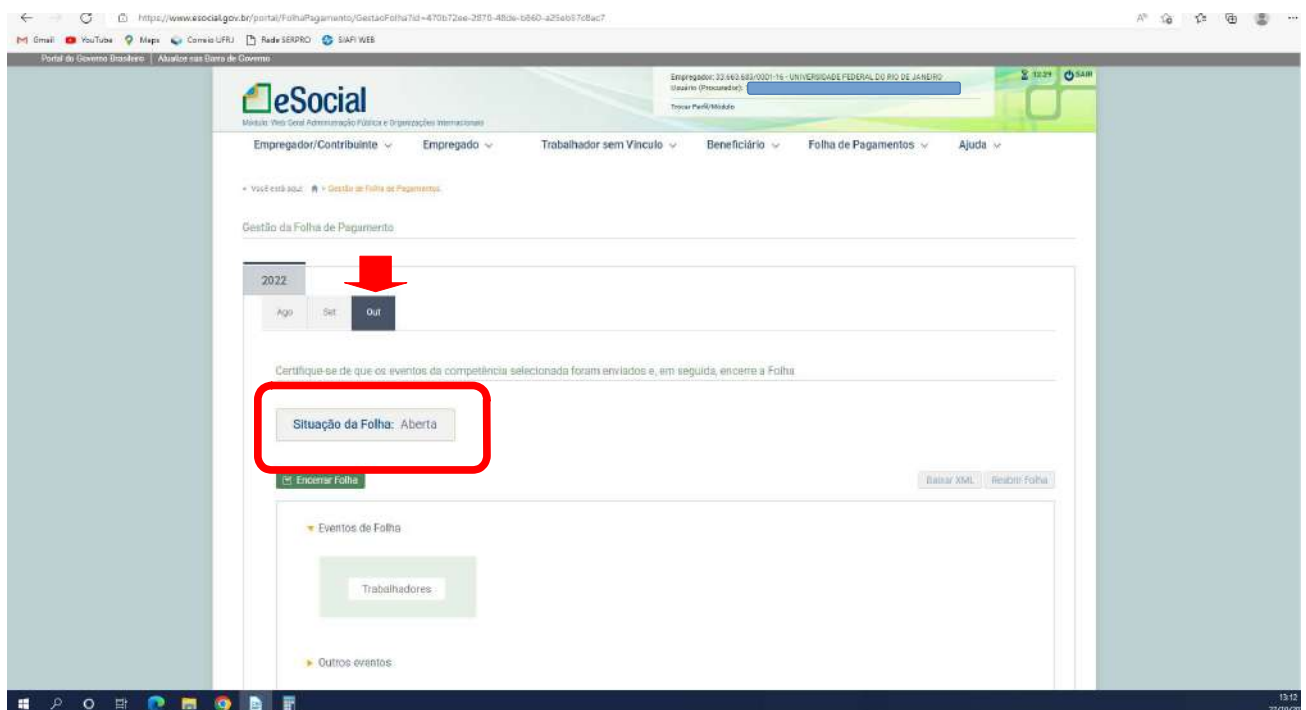 https://www.esocial.gov.br/portal/FolhaPagamento/GestaoFolha?id=470b72ee-2878-48de-b860-a25eb37c8ac7
Gmail YouTube Maps Correio UFRJ Rede SERPRO SIAFI WEB
Portal do Governo Brasileiro | Atualize sua Barra de Governo
Empregador: 33.663.683/0001-16 - UNIVERSIDADE FEDERAL DO RIO DE JANEIRO
12:29 SAIR
Usuário (Procurador):
eSocial
Trocar Perfil/Módulo
Módulo: Web Geral Administração Pública e Organizações Internacionais
Empregador/Contribuinte Empregado Trabalhador sem Vínculo Beneficiário Folha de Pagamentos Ajuda
Você está aqui: > Gestão de Folha de Pagamentos
Gestão da Folha de Pagamento
2022
Ago Set Out
Certifique-se de que os eventos da competência selecionada foram enviados e, em seguida, encerre a Folha
Situação da Folha: Aberta
Encerrar Folha Baixar XML Reabrir Folha
Eventos de Folha
Trabalhadores
Outros eventos
13:12